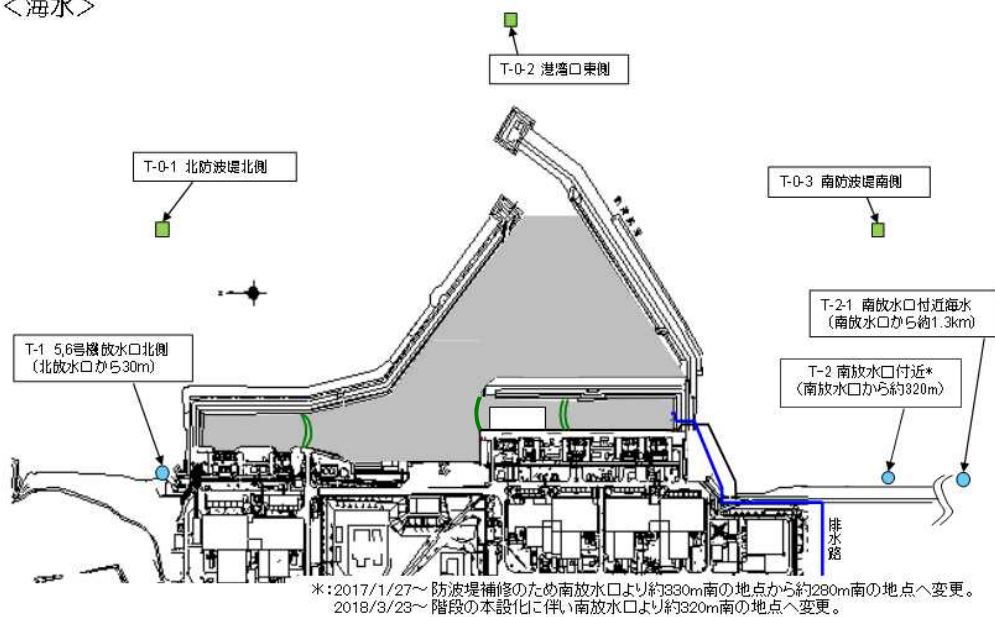 ＜海水＞
T-0-2 港湾口東側
T-0-1 北防波堤北側
T-0-3 南防波堤南側
T-2-1 南放水口付近海水
（南放水口から約1.3km）
T-1 5,6号機放水口北側
（北放水口から30m）
T-2 南放水口付近*
（南放水口から約320m）
排水路
*：2017/1/27～ 防波堤補修のため南放水口より約330m南の地点から約280m南の地点へ変更。
2018/3/23～ 階段の本設化に伴い南放水口より約320m南の地点へ変更。